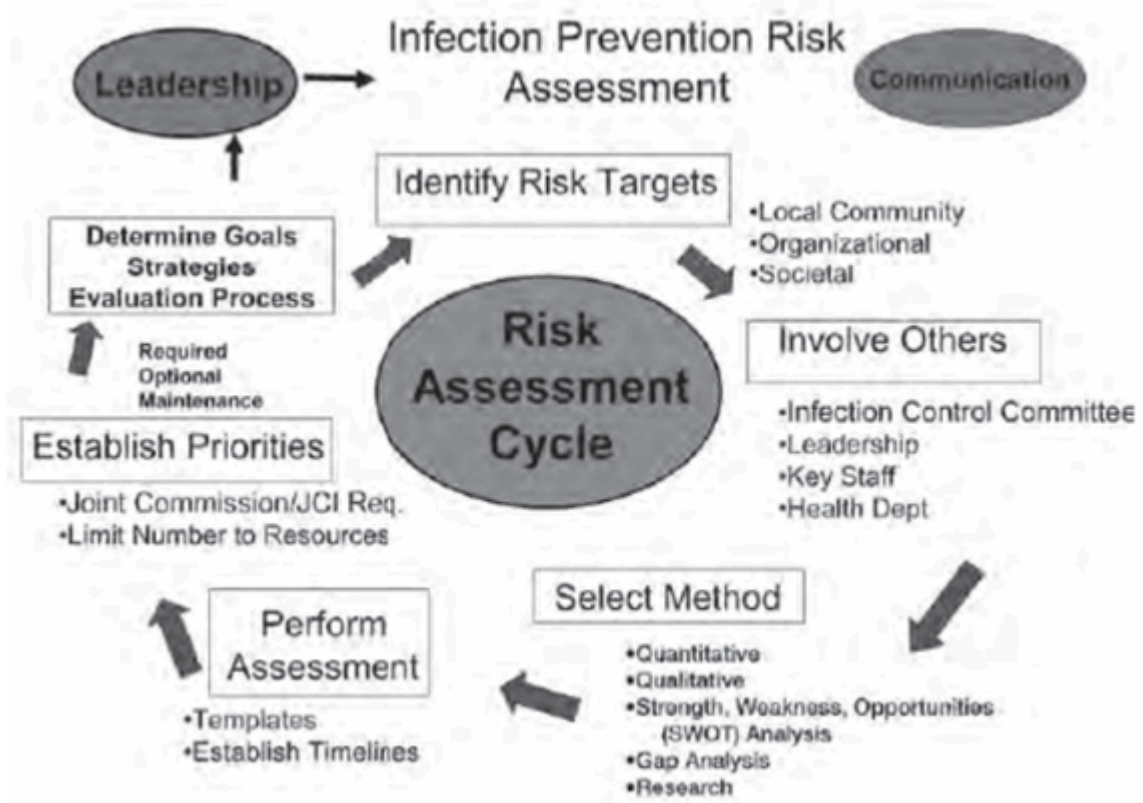 Infection Prevention Risk
Assessment
Leadership
Communication
Identify Risk Targets
•Local Community
•Organizational
•Societal
Involve Others
•Infection Control Committee
•Leadership
•Key Staff
•Health Dept
Select Method
•Quantitative
•Qualitative
•Strength, Weakness, Opportunities
(SWOT) Analysis
•Gap Analysis
•Research
Perform
Assessment
•Templates
•Establish Timelines
Establish Priorities
•Joint Commission/JCI Req.
•Limit Number to Resources
Required
Optional
Maintenance
Determine Goals
Strategies
Evaluation Process
Risk
Assessment
Cycle